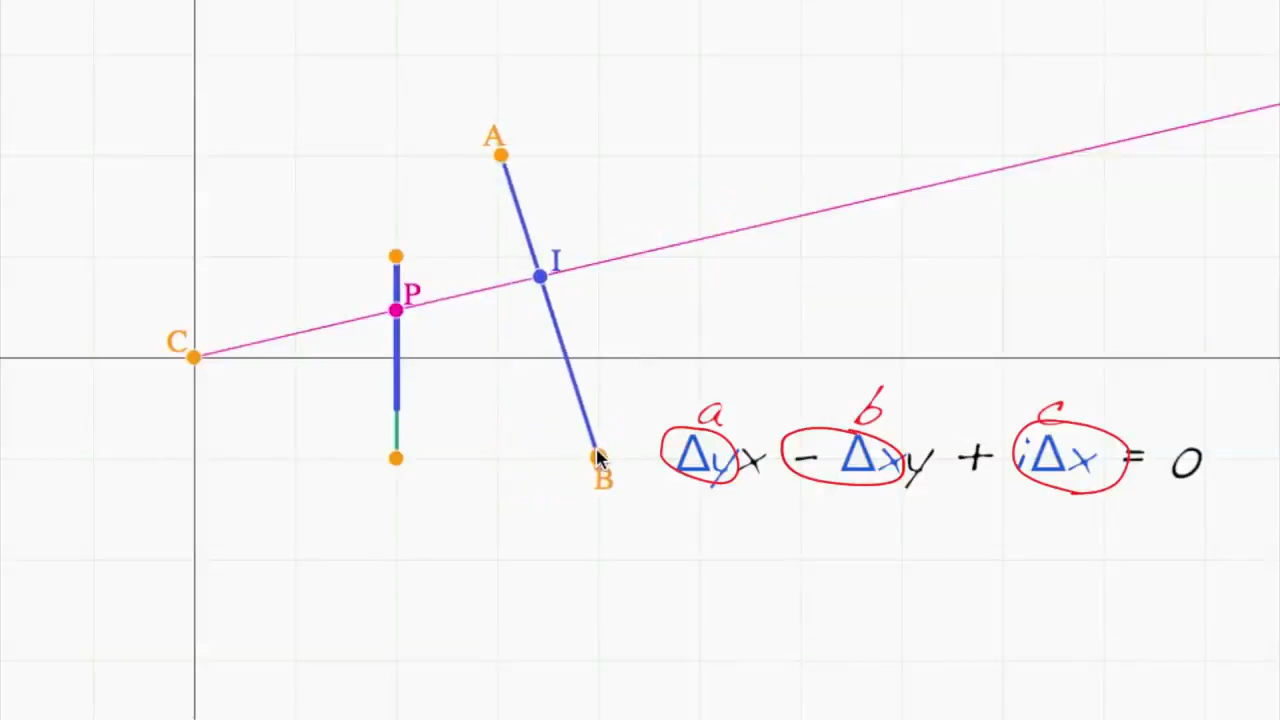 A
I
P
C
a b c
Δyx − Δxy + iΔx = 0
B